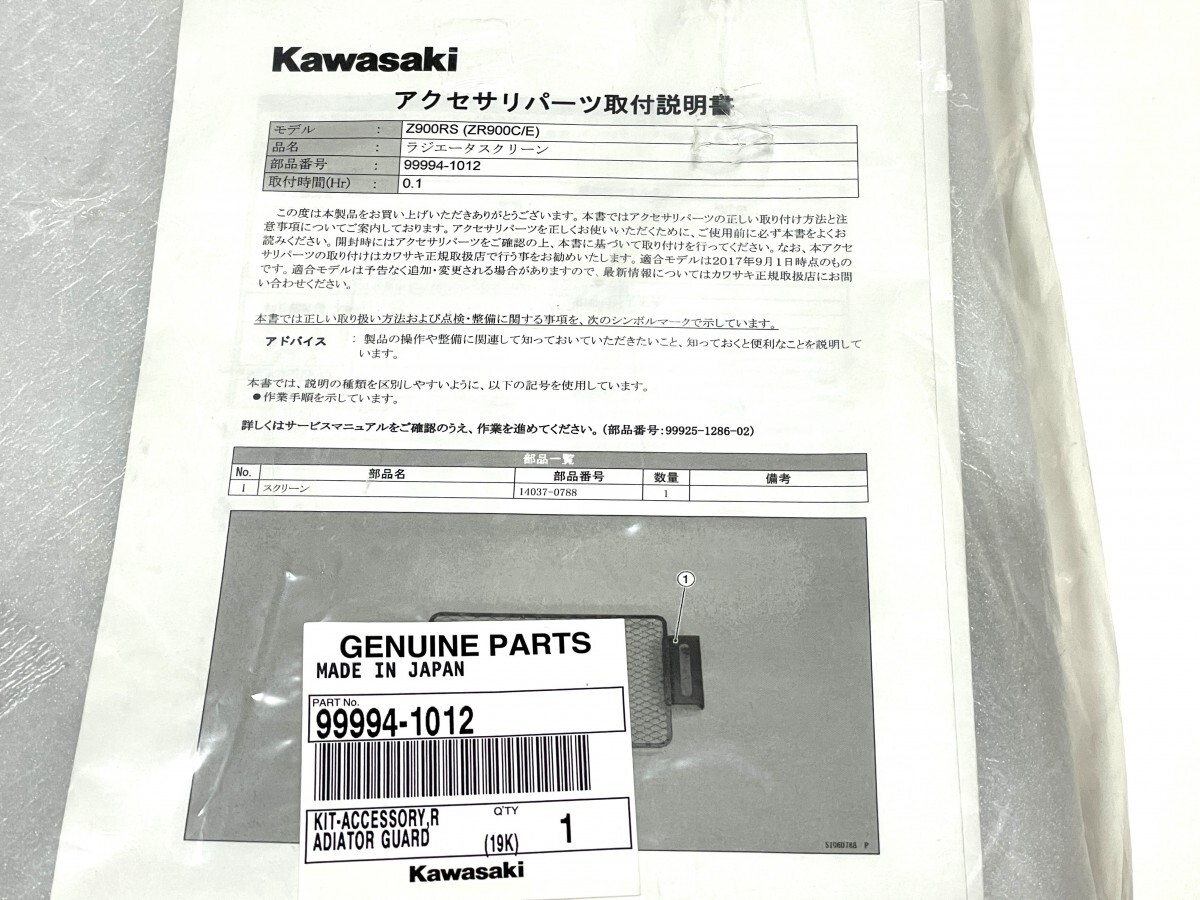 Kawasaki
アクセサリパーツ取付説明書
モデル : Z900RS (ZR900C/E)
品名 : ラジエータスクリーン
部品番号 : 99994-1012
取付時間(Hr) : 0.1
この度は本製品をお買い上げいただきありがとうございます。本書ではアクセサリパーツの正しい取り付け方法と注
意事項についてご案内しております。アクセサリパーツを正しくお使いいただくために、ご使用前に必ず本書をよくお
読みください。開封時にはアクセサリパーツをご確認の上、本書に基づいて取り付けを行ってください。なお、本アクセ
サリパーツの取り付けはカワサキ正規取扱店で行う事をお勧めいたします。適合モデルは2017年9月1日時点のもの
です。適合モデルは予告なく追加・変更される場合がありますので、最新情報についてはカワサキ正規取扱店にお問
い合わせください。
本書では正しい取り扱い方法および点検・整備に関する事項を、次のシンボルマークで示しています。
アドバイス : 製品の操作や整備に関連して知っておいていただきたいこと、知っておくと便利なことを説明して
います。
本書では、説明の種類を区別しやすいように、以下の記号を使用しています。
●作業手順を示しています。
詳しくはサービスマニュアルをご確認のうえ、作業を進めてください。(部品番号:99925-1286-02)
部品一覧
No. 部品名 部品番号 数量 備考
1 スクリーン 14037-0788 1
①
GENUINE PARTS
MADE IN JAPAN
PART No.
99994-1012
KIT-ACCESSORY,R
ADIATOR GUARD
(19K)
Q'TY
1
Kawasaki